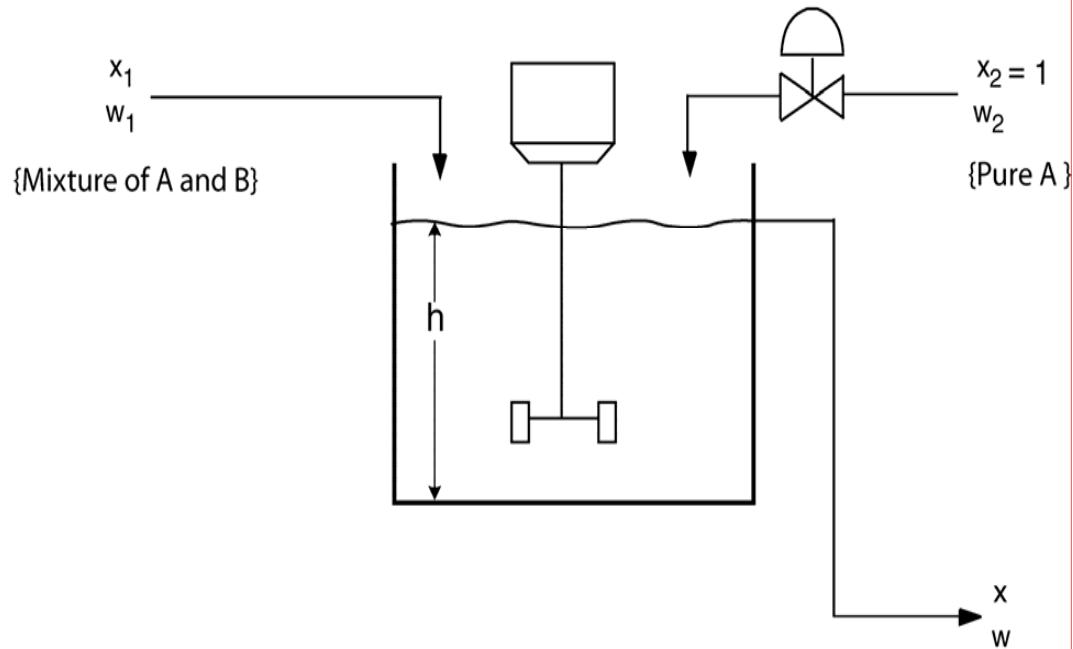 x₁
w₁
{Mixture of A and B}
x₂ = 1
w₂
{Pure A }
h
x
w